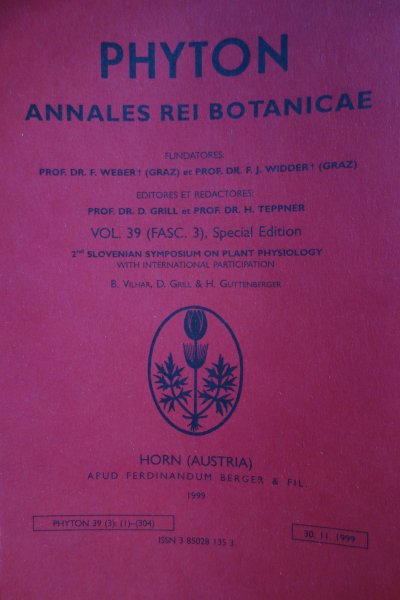 PHYTON
ANNALES REI BOTANICAE
FUNDATORES:
PROF. DR. F. WEBER † (GRAZ) et PROF. DR. F. J. WIDDER † (GRAZ)
EDITORES ET REDACTORES:
PROF. DR. D. GRILL et PROF. DR. H. TEPPNER
VOL. 39 (FASC. 3), Special Edition
2nd SLOVENIAN SYMPOSIUM ON PLANT PHYSIOLOGY
WITH INTERNATIONAL PARTICIPATION
B. VILHAR, D. GRILL & H. GUTTENBERGER
HORN (AUSTRIA)
APUD FERDINANDUM BERGER & FIL.
1999
PHYTON 39 (3): (1)–(304)
30. 11. 1999
ISSN 3 85028 135 3